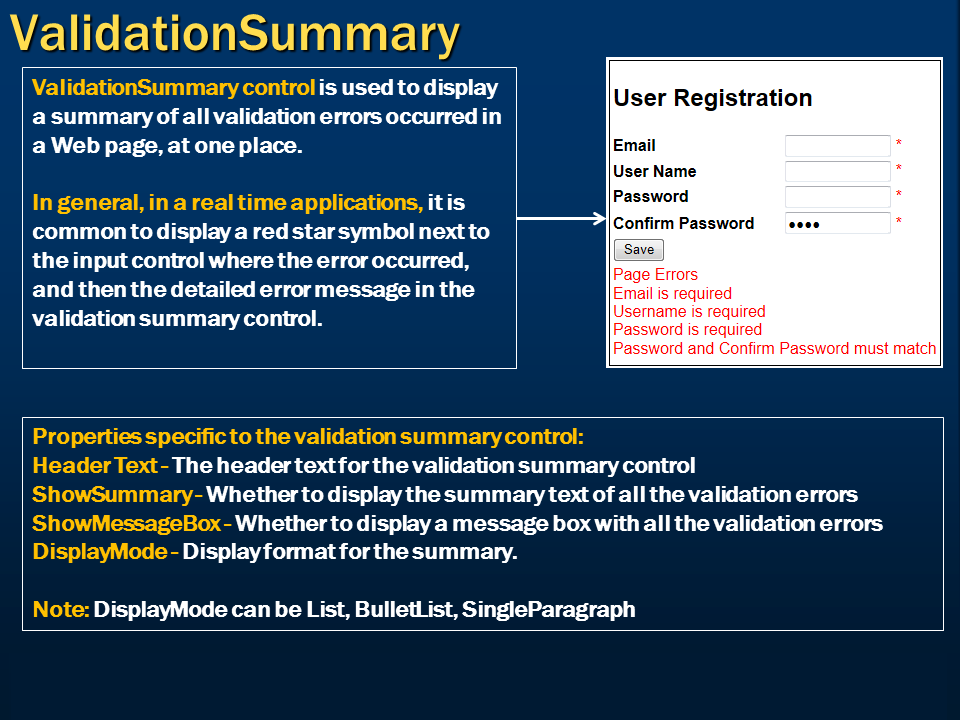 ValidationSummary
ValidationSummary control is used to display
a summary of all validation errors occurred in
a Web page, at one place.
In general, in a real time applications, it is
common to display a red star symbol next to
the input control where the error occurred,
and then the detailed error message in the
validation summary control.
User Registration
Email *
User Name *
Password *
Confirm Password •••• *
Save
Page Errors
Email is required
Username is required
Password is required
Password and Confirm Password must match
Properties specific to the validation summary control:
Header Text - The header text for the validation summary control
ShowSummary - Whether to display the summary text of all the validation errors
ShowMessageBox - Whether to display a message box with all the validation errors
DisplayMode - Display format for the summary.
Note: DisplayMode can be List, BulletList, SingleParagraph